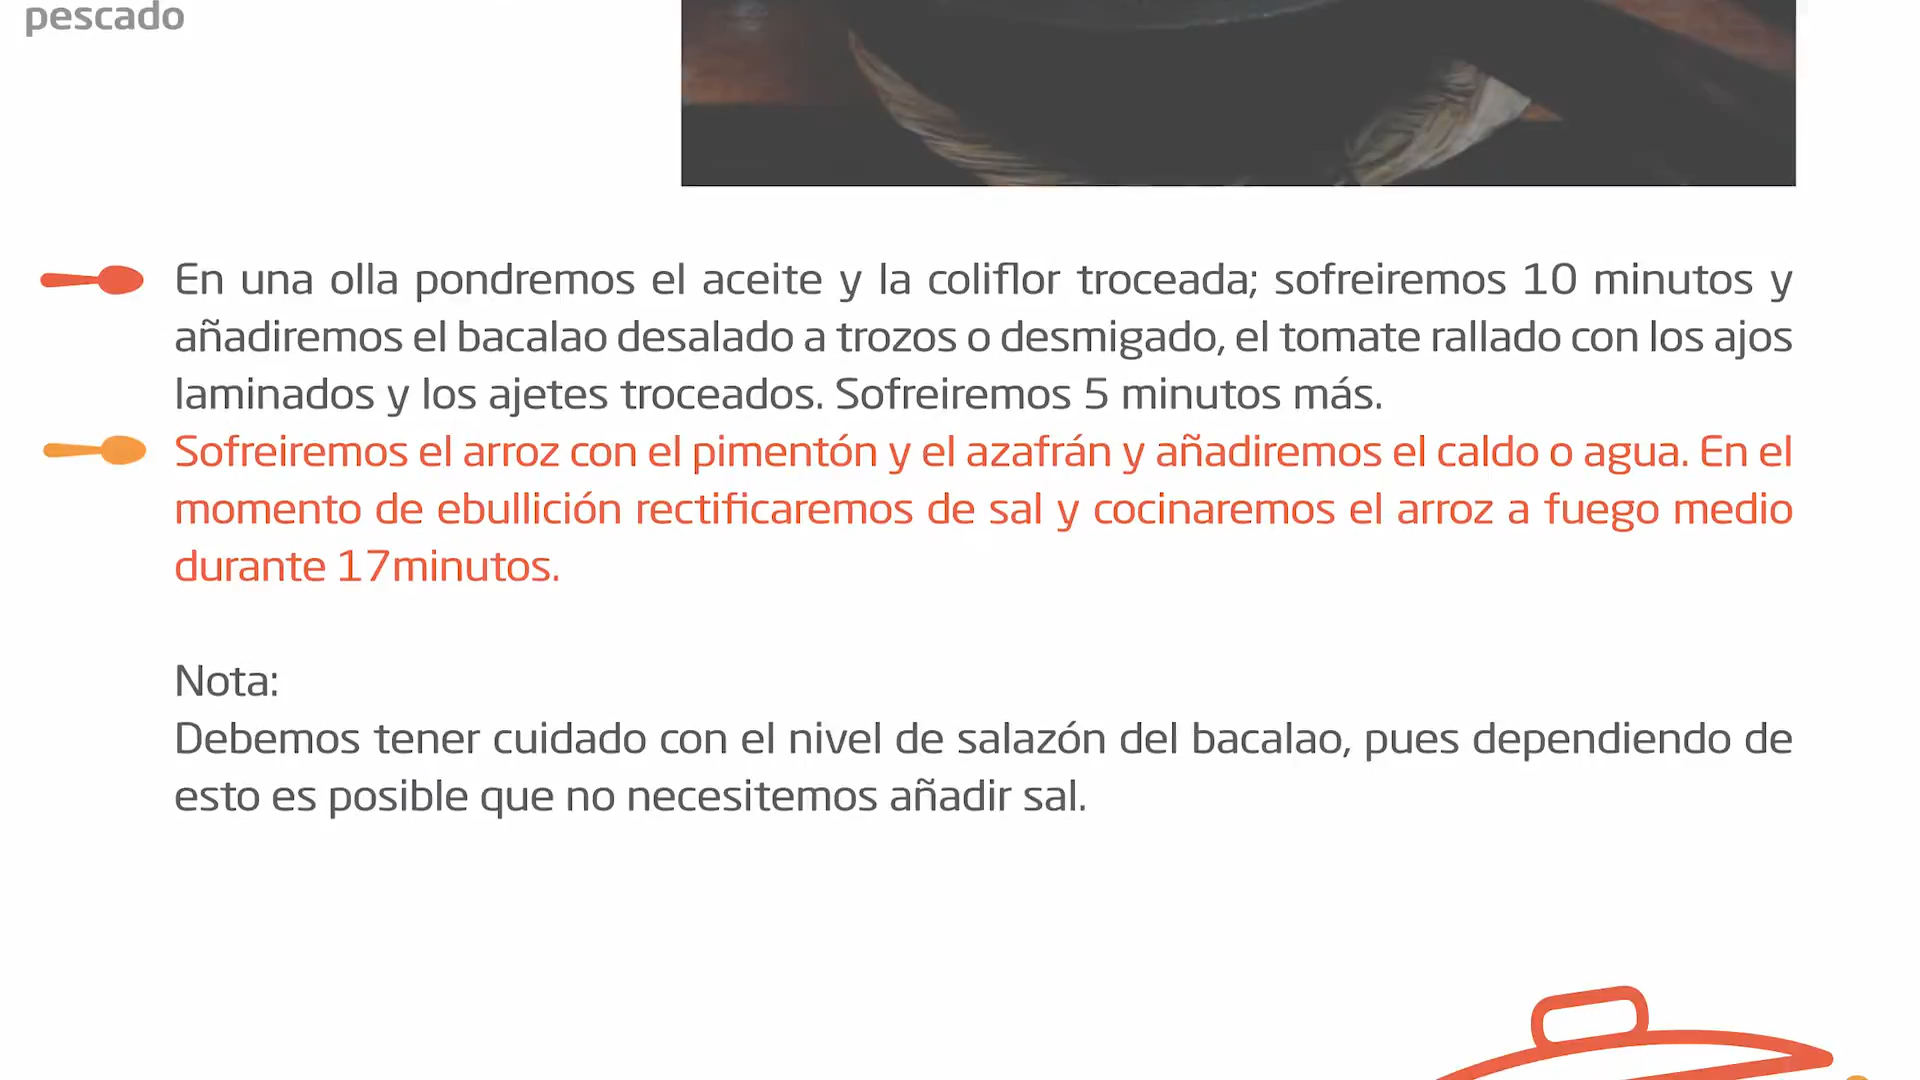 pescado
En una olla pondremos el aceite y la coliflor troceada; sofreiremos 10 minutos y
añadiremos el bacalao desalado a trozos o desmigado, el tomate rallado con los ajos
laminados y los ajetes troceados. Sofreiremos 5 minutos más.
Sofreiremos el arroz con el pimentón y el azafrán y añadiremos el caldo o agua. En el
momento de ebullición rectificaremos de sal y cocinaremos el arroz a fuego medio
durante 17minutos.
Nota:
Debemos tener cuidado con el nivel de salazón del bacalao, pues dependiendo de
esto es posible que no necesitemos añadir sal.